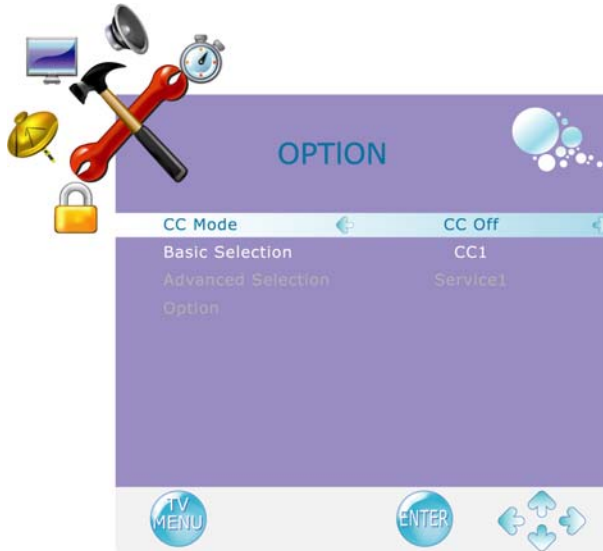 OPTION
CC Mode CC Off
Basic Selection CC1
Advanced Selection Service1
Option
TV
MENU ENTER